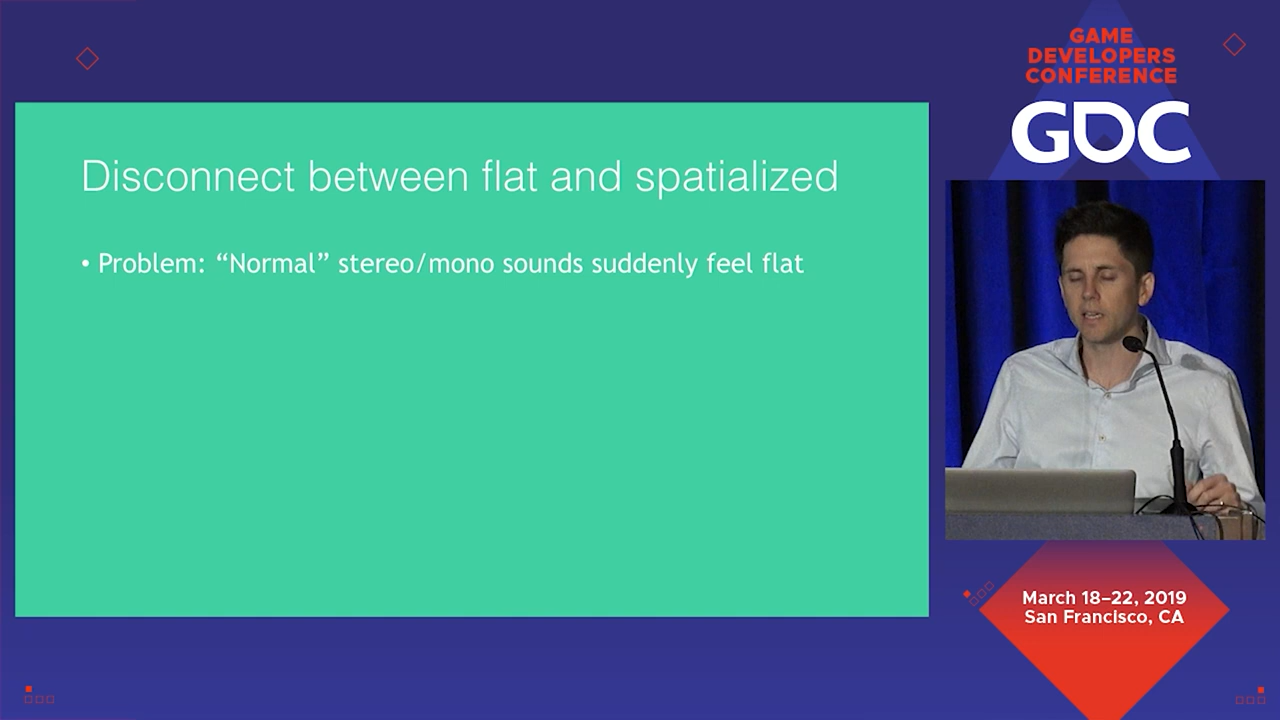 GAME
DEVELOPERS
CONFERENCE
GDC
Disconnect between flat and spatialized
• Problem: “Normal” stereo/mono sounds suddenly feel flat
March 18–22, 2019
San Francisco, CA